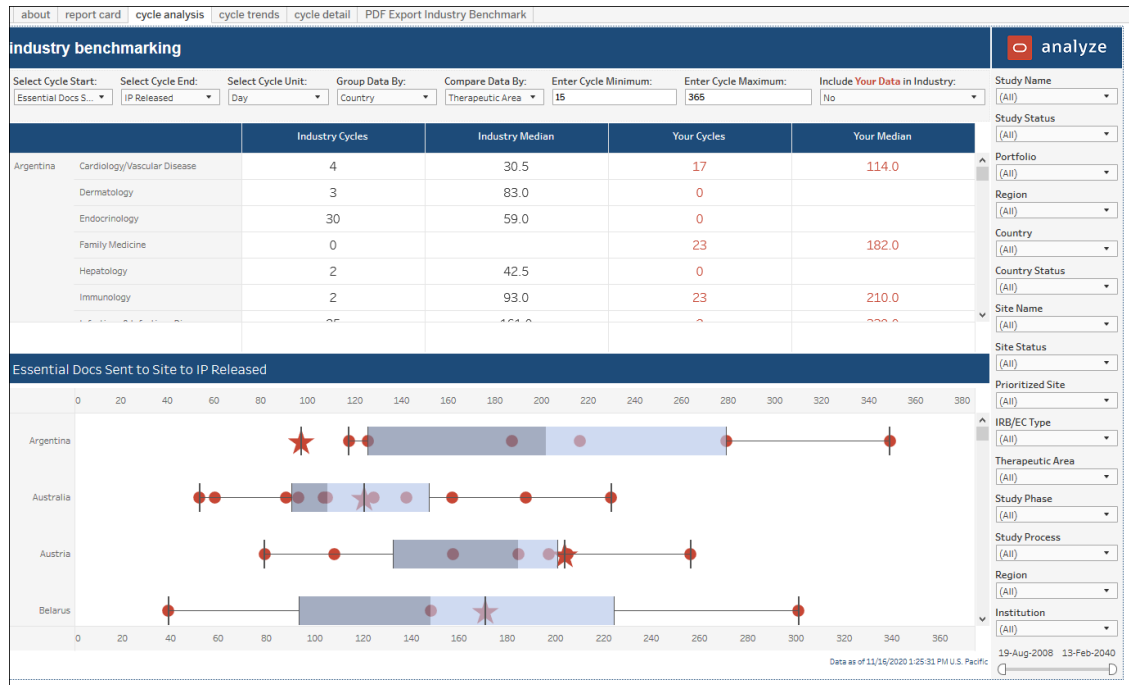 about report card cycle analysis cycle trends cycle detail PDF Export Industry Benchmark
industry benchmarking
analyze
Select Cycle Start: Select Cycle End: Select Cycle Unit: Group Data By: Compare Data By: Enter Cycle Minimum: Enter Cycle Maximum: Include Your Data in Industry:
Essential Docs S... IP Released Day Country Therapeutic Area 15 365 No
Industry Cycles Industry Median Your Cycles Your Median
Argentina Cardiology/Vascular Disease 4 30.5 17 114.0
Dermatology 3 83.0 0
Endocrinology 30 59.0 0
Family Medicine 0 23 182.0
Hepatology 2 42.5 0
Immunology 2 93.0 23 210.0
Essential Docs Sent to Site to IP Released
0 20 40 60 80 100 120 140 160 180 200 220 240 260 280 300 320 340 360 380
Argentina
Australia
Austria
Belarus
0 20 40 60 80 100 120 140 160 180 200 220 240 260 280 300 320 340 360
Data as of 11/16/2020 1:25:31 PM U.S. Pacific
Study Name
(All)
Study Status
(All)
Portfolio
(All)
Region
(All)
Country
(All)
Country Status
(All)
Site Name
(All)
Site Status
(All)
Prioritized Site
(All)
IRB/EC Type
(All)
Therapeutic Area
(All)
Study Phase
(All)
Study Process
(All)
Region
(All)
Institution
(All)
19-Aug-2008 13-Feb-2040